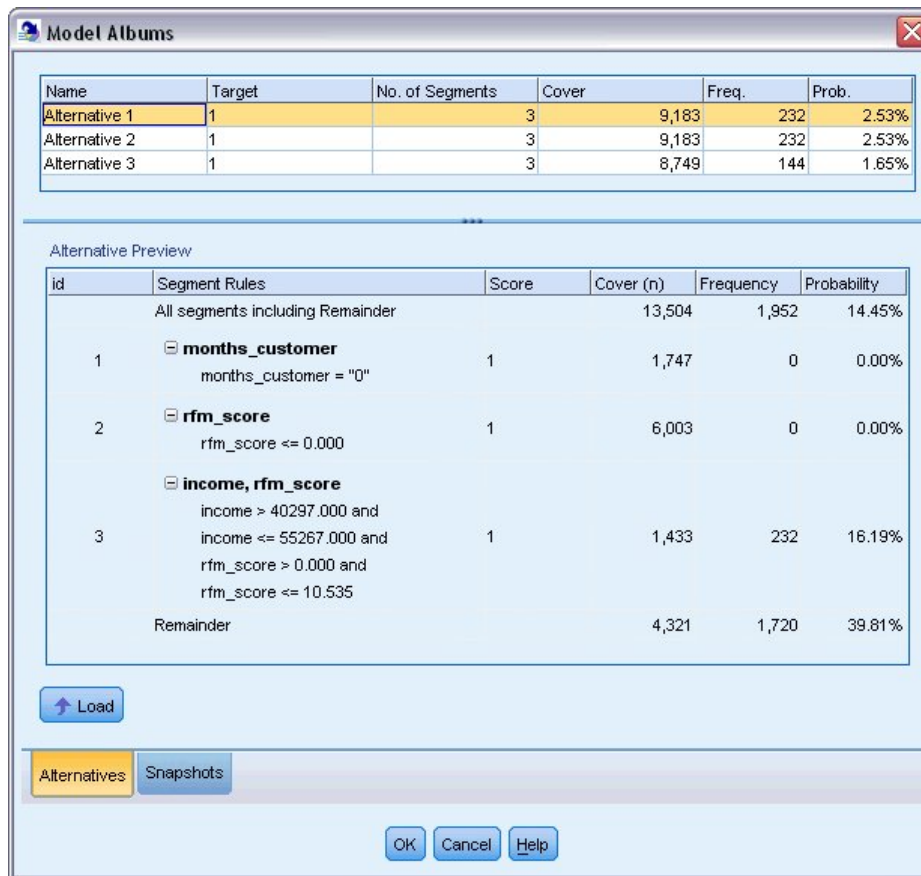 Model Albums
Name Target No. of Segments Cover Freq. Prob.
Alternative 1 1 3 9,183 232 2.53%
Alternative 2 1 3 9,183 232 2.53%
Alternative 3 1 3 8,749 144 1.65%
Alternative Preview
id Segment Rules Score Cover (n) Frequency Probability
All segments including Remainder 13,504 1,952 14.45%
months_customer
1 1 1,747 0 0.00%
months_customer = "0"
rfm_score
2 1 6,003 0 0.00%
rfm_score <= 0.000
income, rfm_score
income > 40297.000 and
3 income <= 55267.000 and 1 1,433 232 16.19%
rfm_score > 0.000 and
rfm_score <= 10.535
Remainder 4,321 1,720 39.81%
Load
Alternatives Snapshots
OK Cancel Help